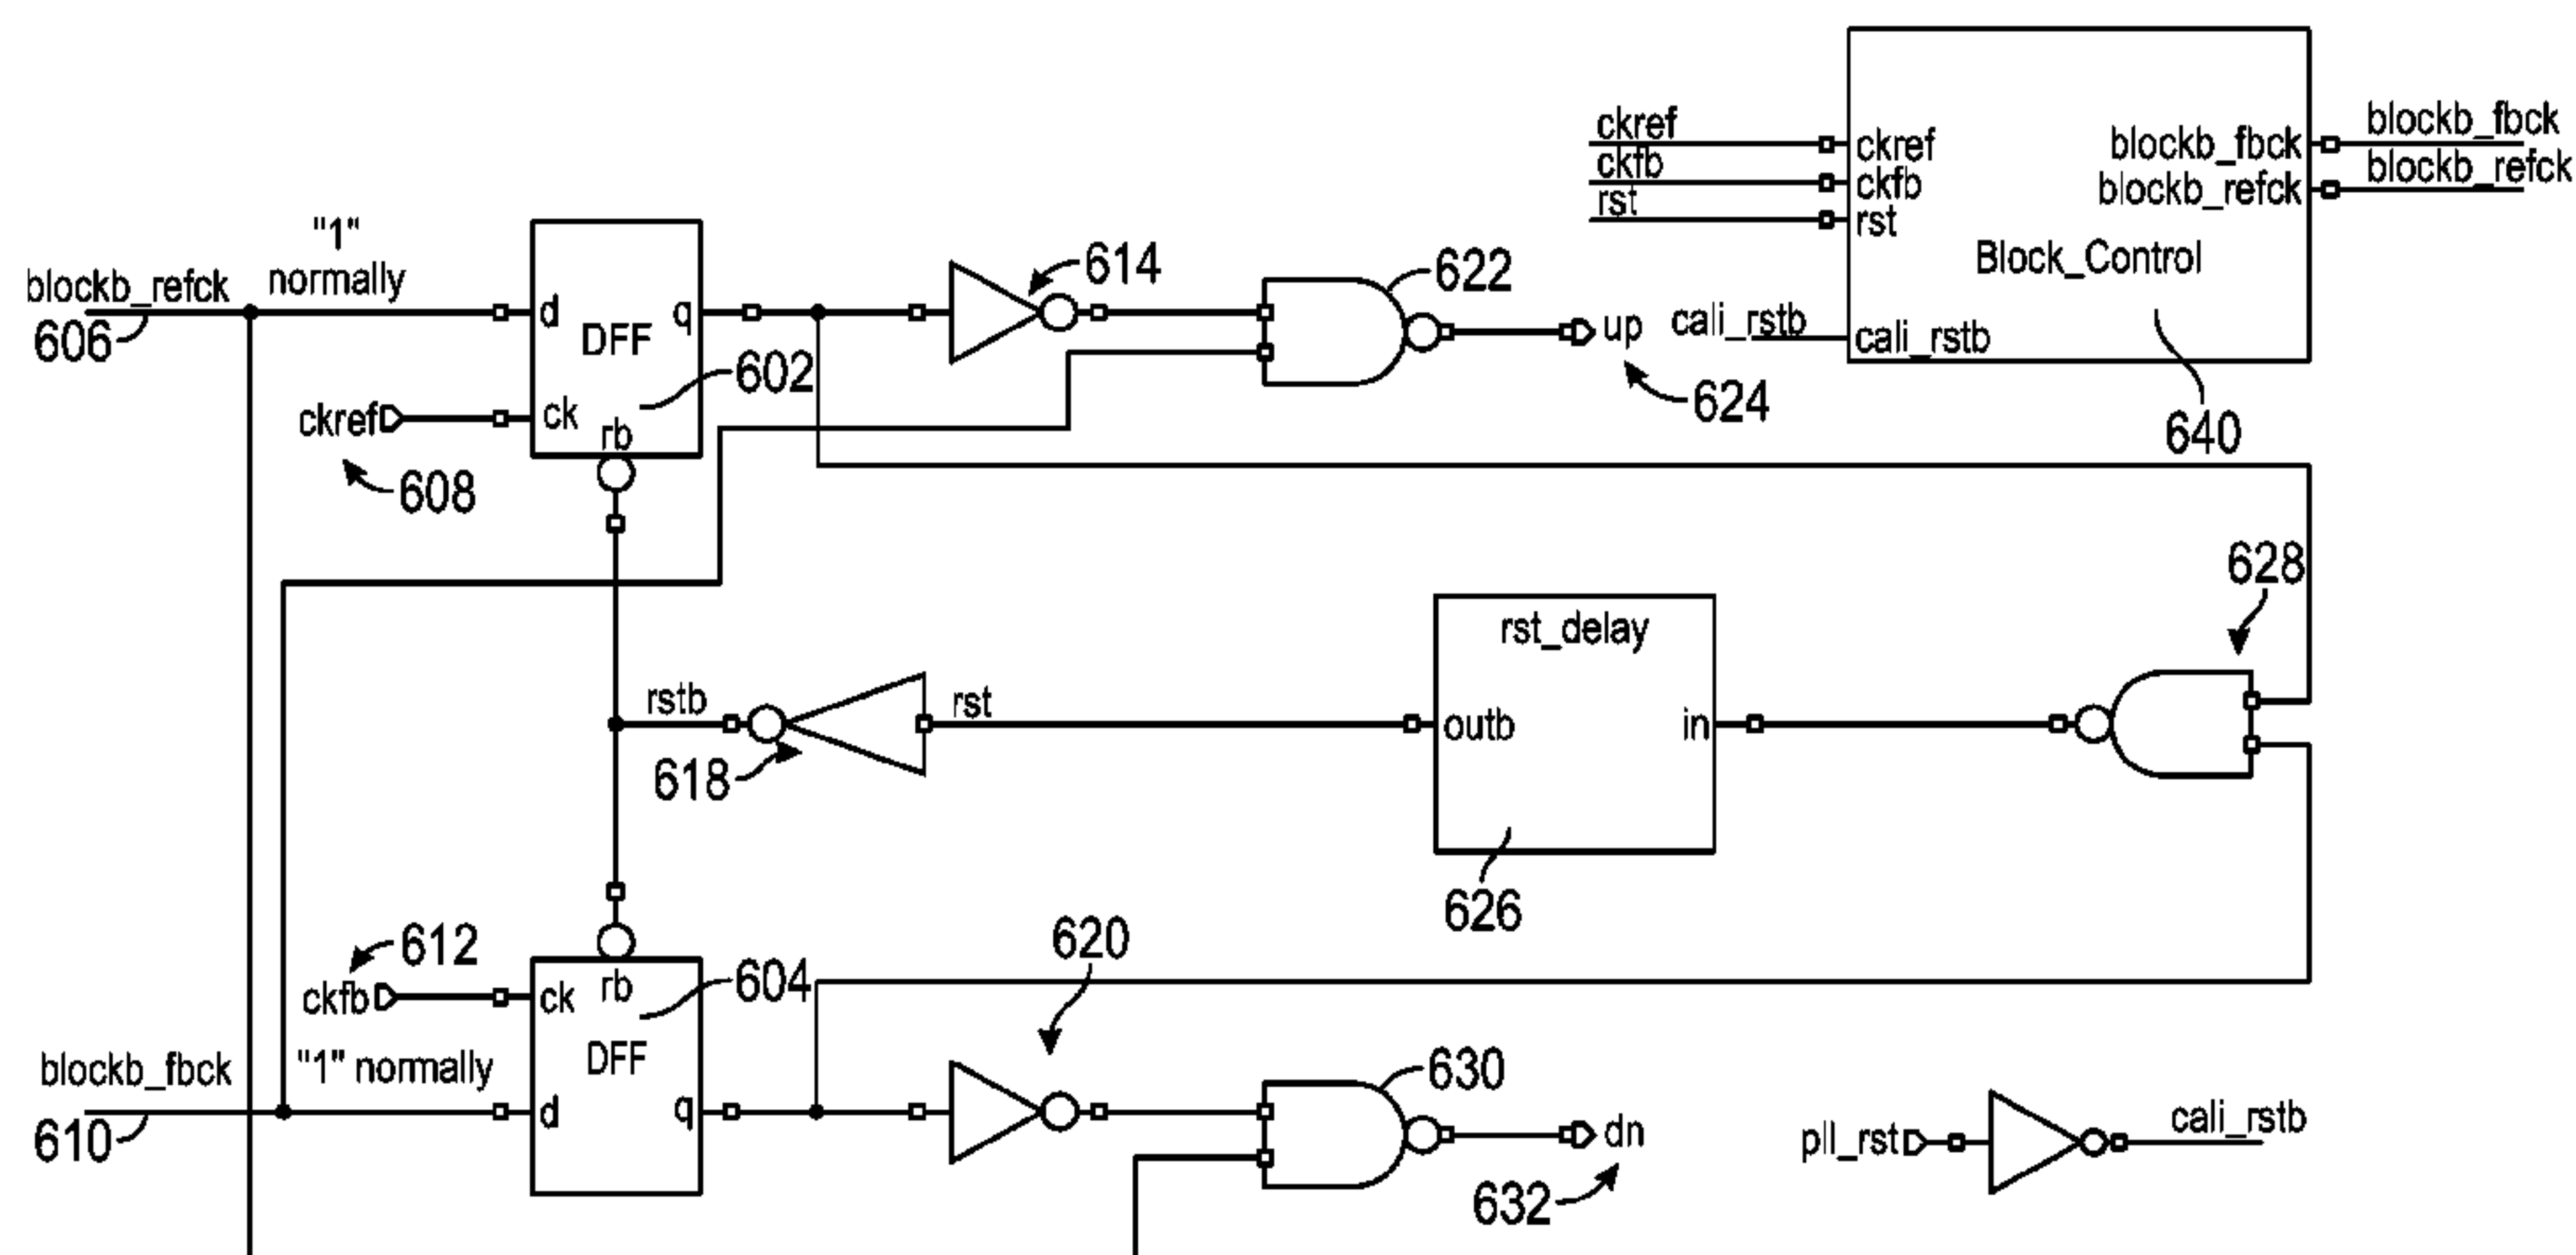 ckref
ckfb
rst
ckref
ckfb
rst
blockb_fbck
blockb_refck
blockb_fbck
blockb_refck
Block_Control
cali_rstb
cali_rstb
640
"1"
normally
blockb_refck
606
d
q
DFF
602
ck
rb
ckref
608
614
622
up
624
628
rst_delay
outb
in
626
rstb
rst
618
612
ckfb
ck
rb
604
DFF
620
blockb_fbck
"1" normally
610
d
q
630
dn
632
pll_rst
cali_rstb